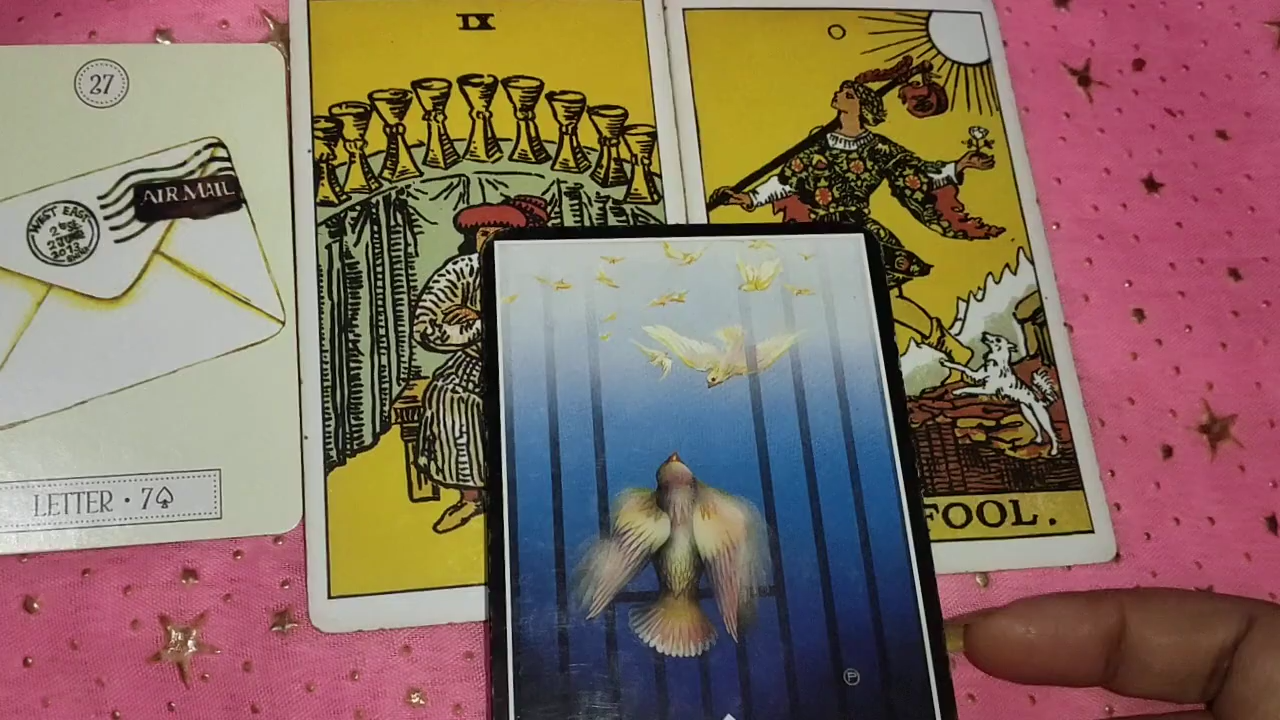 27
AIR MAIL
WEST EAST
2013
LETTER • 7♠
IX
FOOL.
P